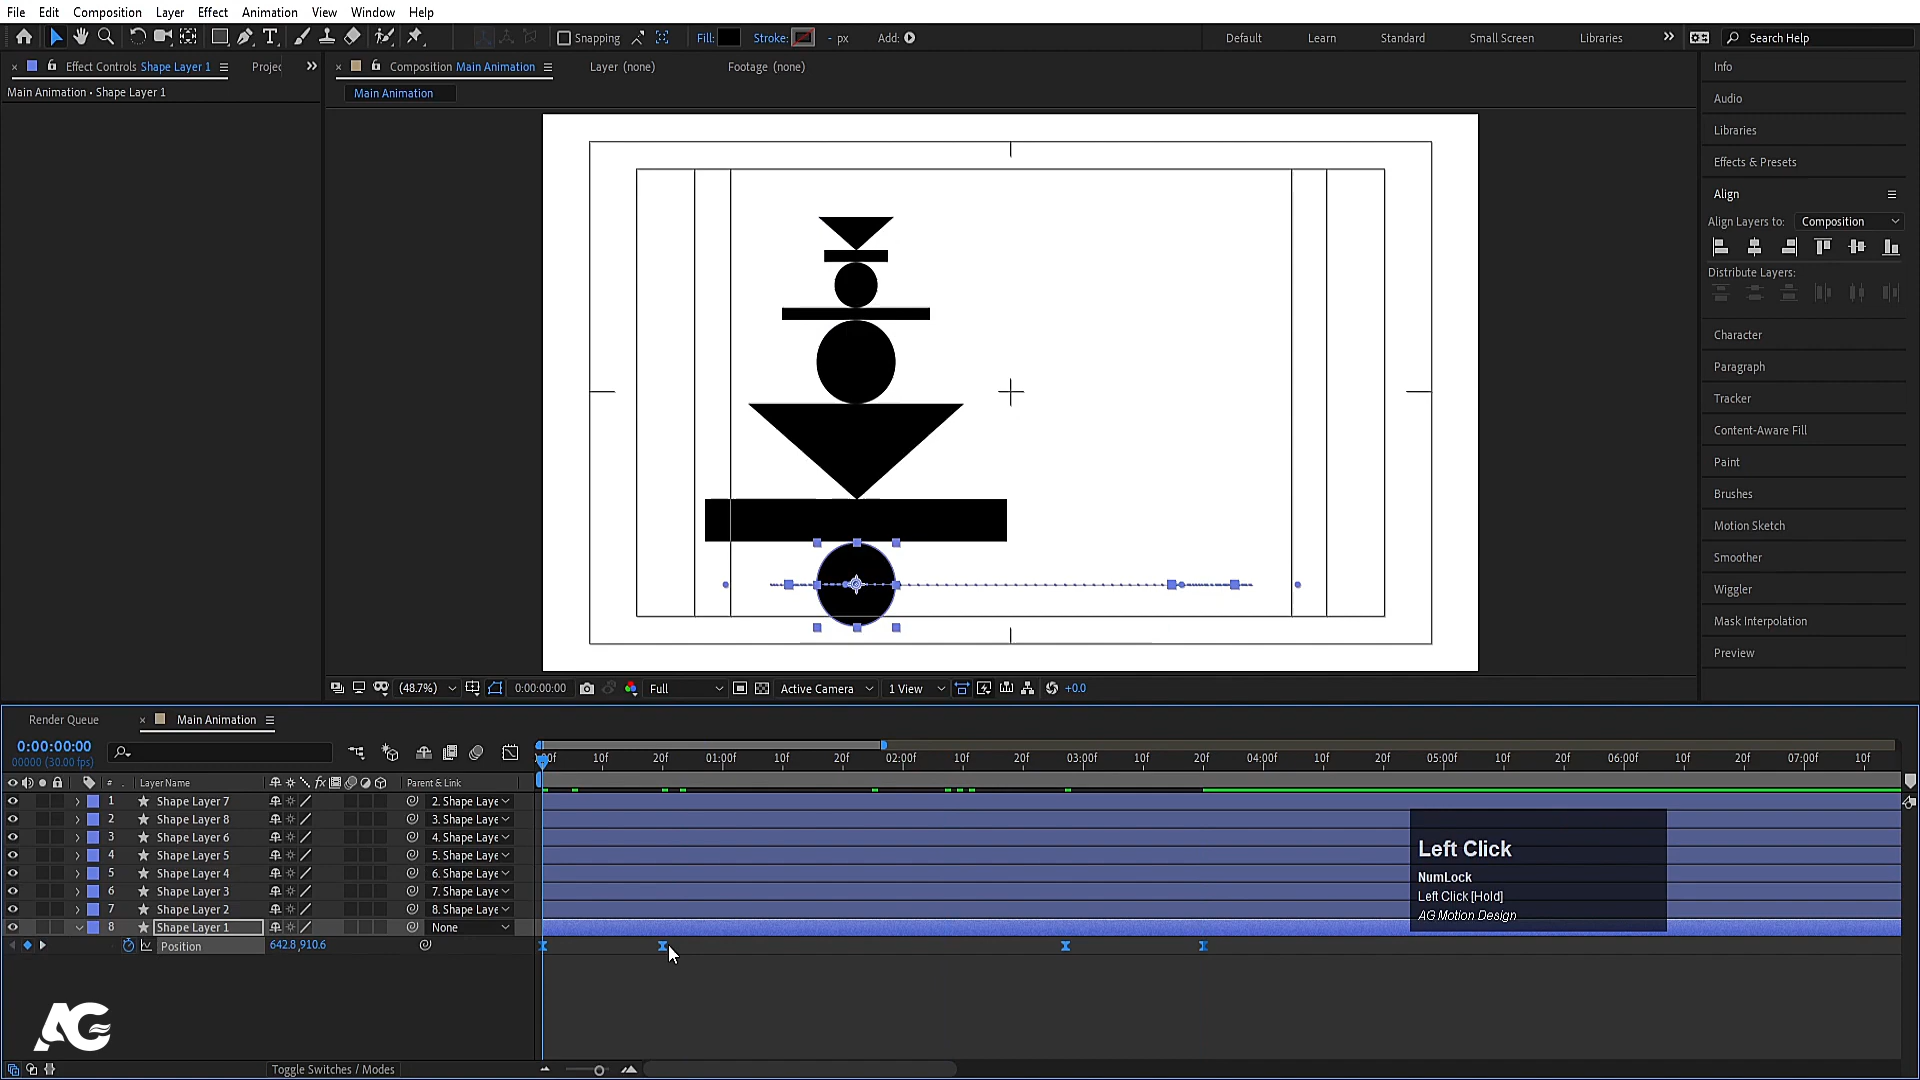 File Edit Composition Layer Effect Animation View Window Help
Snapping Fill: Stroke: - px Add: Default Learn Standard Small Screen Libraries Search Help
Effect Controls Shape Layer 1 Projec Composition Main Animation Layer (none) Footage (none) Info
Main Animation • Shape Layer 1 Main Animation
Audio
Libraries
Effects & Presets
Align
Align Layers to: Composition
Distribute Layers:
Character
Paragraph
Tracker
Content-Aware Fill
Paint
Brushes
Motion Sketch
Smoother
Wiggler
Mask Interpolation
Preview
(48.7%) 0:00:00:00 Full Active Camera 1 View +0.0
Render Queue Main Animation
0:00:00:00
00000 (30.00 fps)
10f 20f 01:00f 10f 20f 02:00f 10f 20f 03:00f 10f 20f 04:00f 10f 20f 05:00f 10f 20f 06:00f 10f 20f 07:00f 10f
# . Layer Name fx Parent & Link
1 Shape Layer 7 2. Shape Laye
2 Shape Layer 8 3. Shape Laye
3 Shape Layer 6 4. Shape Laye
4 Shape Layer 5 5. Shape Laye
5 Shape Layer 4 6. Shape Laye
6 Shape Layer 3 7. Shape Laye
7 Shape Layer 2 8. Shape Laye
8 Shape Layer 1 None
Position 642.8,910.6
Left Click
NumLock
Left Click [Hold]
AG Motion Design
AG
Toggle Switches / Modes